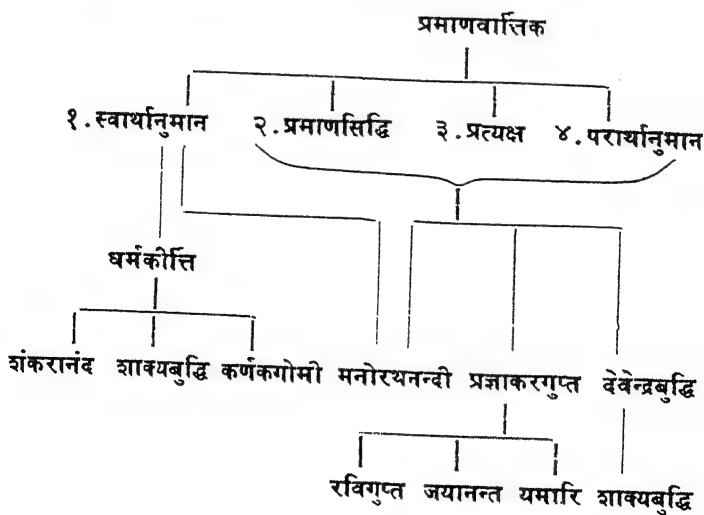 प्रमाणवार्त्तिक
१.स्वार्थानुमान २.प्रमाणसिद्धि ३.प्रत्यक्ष ४.परार्थानुमान
धर्मकीर्त्ति
शंकरानंद शाक्यबुद्धि कर्णकगोमी मनोरथनन्दी प्रज्ञाकरगुप्त देवेन्द्रबुद्धि
रविगुप्त जयानन्त यमारि शाक्यबुद्धि